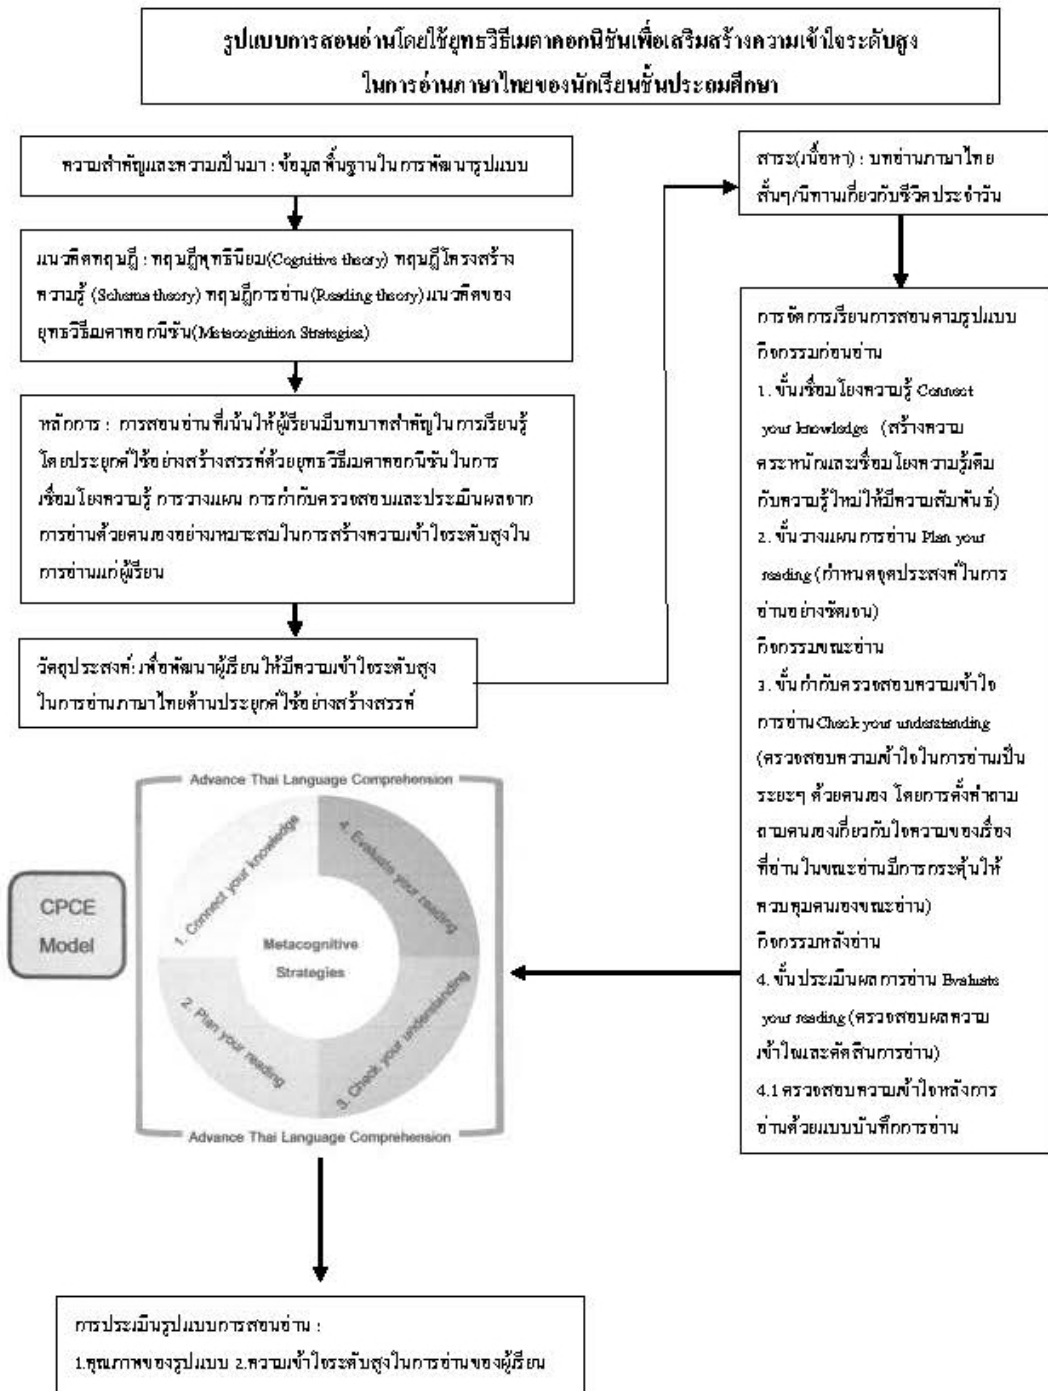 รูปแบบการสอนอ่านโดยใช้ยุทธวิธีเมตาคอกนิชันเพื่อเสริมสร้างความเข้าใจระดับสูง
ในการอ่านภาษาไทยของนักเรียนชั้นประถมศึกษา
ความสำคัญและความเป็นมา : ข้อมูลพื้นฐานในการพัฒนารูปแบบ
แนวคิดทฤษฎี : ทฤษฎีพุทธินิยม(Cognitive theory) ทฤษฎีโครงสร้าง
ความรู้ (Schema theory) ทฤษฎีการอ่าน(Reading theory) แนวคิดของ
ยุทธวิธีเมตาคอกนิชัน(Metacognition Strategies)
หลักการ : การสอนอ่านที่เน้นให้ผู้เรียนมีบทบาทสำคัญในการเรียนรู้
โดยประยุกต์ใช้อย่างสร้างสรรค์ด้วยยุทธวิธีเมตาคอกนิชันในการ
เชื่อมโยงความรู้ การวางแผน การกำกับตรวจสอบและประเมินผลจาก
การอ่านด้วยตนเองอย่างเหมาะสมในการสร้างความเข้าใจระดับสูงใน
การอ่านแก่ผู้เรียน
วัตถุประสงค์: เพื่อพัฒนาผู้เรียนให้มีความเข้าใจระดับสูง
ในการอ่านภาษาไทยด้านประยุกต์ใช้อย่างสร้างสรรค์
สาระ(เนื้อหา) : บทอ่านภาษาไทย
สั้นๆ/นิทานเกี่ยวกับชีวิตประจำวัน
การจัดการเรียนการสอนตามรูปแบบ
กิจกรรมก่อนอ่าน
1. ขั้นเชื่อมโยงความรู้ Connect
your knowledge (สร้างความ
ตระหนักและเชื่อมโยงความรู้เดิม
กับความรู้ใหม่ให้มีความสัมพันธ์)
2. ขั้นวางแผนการอ่าน Plan your
reading (กำหนดจุดประสงค์ในการ
อ่านอย่างชัดเจน)
กิจกรรมขณะอ่าน
3. ขั้นกำกับตรวจสอบความเข้าใจ
การอ่าน Check your understanding
(ตรวจสอบความเข้าใจในการอ่านเป็น
ระยะๆ ด้วยตนเอง โดยการตั้งคำถาม
ถามตนเองเกี่ยวกับใจความของเรื่อง
ที่อ่านในขณะอ่านมีการกระตุ้นให้
ควบคุมตนเองขณะอ่าน)
กิจกรรมหลังอ่าน
4. ขั้นประเมินผลการอ่าน Evaluate
your reading (ตรวจสอบผลความ
เข้าใจและตัดสินการอ่าน)
4.1 ตรวจสอบความเข้าใจหลังการ
อ่านด้วยแบบบันทึกการอ่าน
CPCE
Model
Advance Thai Language Comprehension
1. Connect your knowledge
2. Plan your reading
3. Check your understanding
4. Evaluate your reading
Metacognitive
Strategies
Advance Thai Language Comprehension
การประเมินรูปแบบการสอนอ่าน :
1.คุณภาพของรูปแบบ 2.ความเข้าใจระดับสูงในการอ่านของผู้เรียน